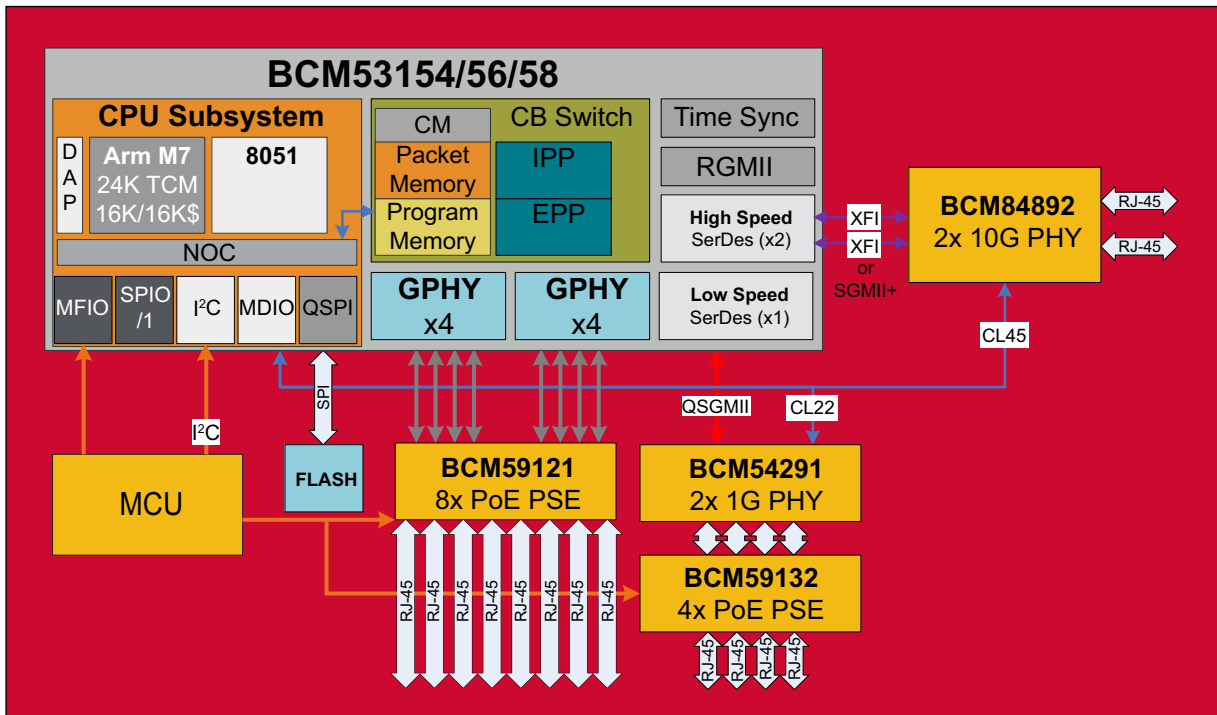 BCM53154/56/58
CPU Subsystem
D
A
P
Arm M7
24K TCM
16K/16K$
8051
NOC
MFIO
SPIO
/1
I²C
MDIO
QSPI
CM
Packet
Memory
Program
Memory
CB Switch
IPP
EPP
GPHY
x4
GPHY
x4
Time Sync
RGMII
High Speed
SerDes (x2)
Low Speed
SerDes (x1)
XFI
XFI
or
SGMII+
BCM84892
2x 10G PHY
RJ-45
RJ-45
CL45
SPI
QSGMII
CL22
I²C
MCU
FLASH
BCM59121
8x PoE PSE
BCM54291
2x 1G PHY
BCM59132
4x PoE PSE
RJ-45
RJ-45
RJ-45
RJ-45
RJ-45
RJ-45
RJ-45
RJ-45
RJ-45
RJ-45
RJ-45
RJ-45